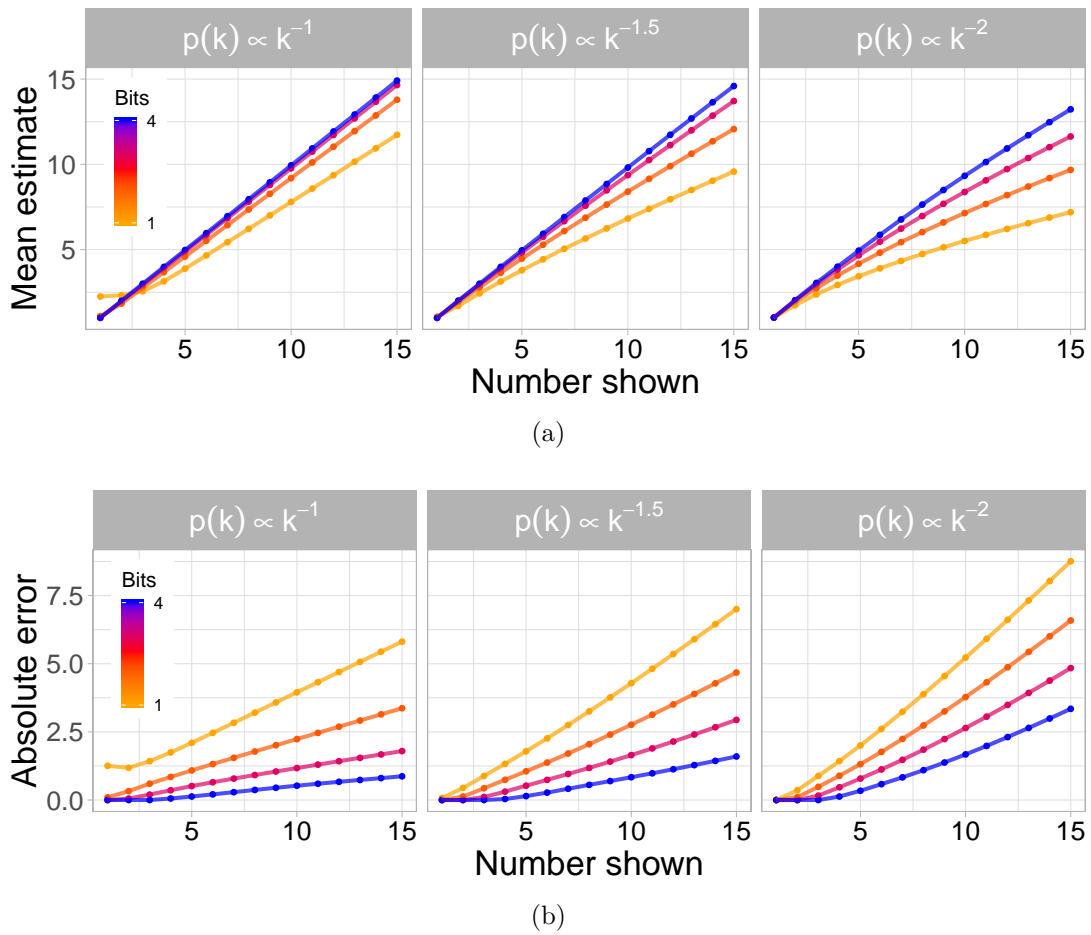 p(k) ∝ k⁻¹ p(k) ∝ k⁻¹·⁵ p(k) ∝ k⁻²
Mean estimate
15
10
5
Bits
4
1
5 10 15 5 10 15 5 10 15
Number shown
(a)
p(k) ∝ k⁻¹ p(k) ∝ k⁻¹·⁵ p(k) ∝ k⁻²
Absolute error
7.5
5.0
2.5
0.0
Bits
4
1
5 10 15 5 10 15 5 10 15
Number shown
(b)